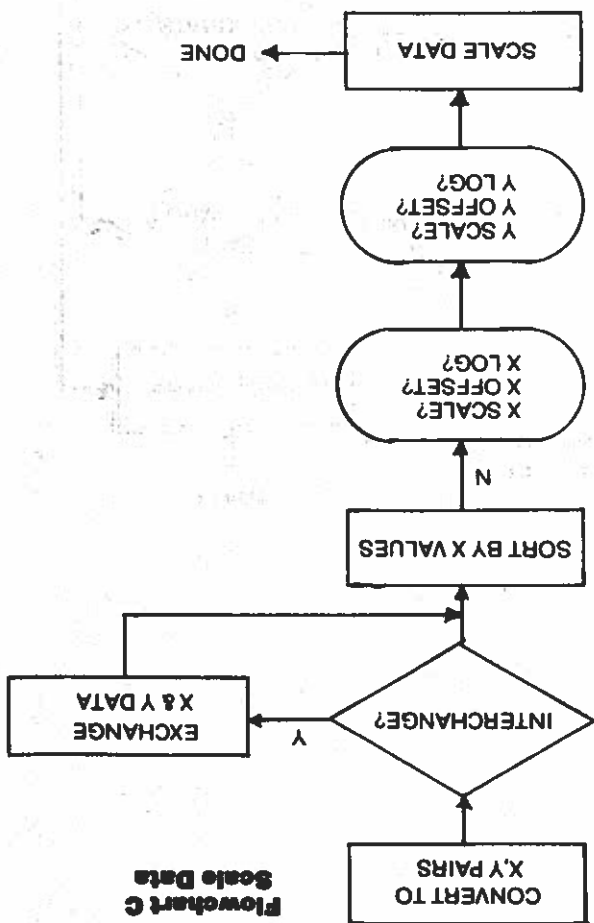 Flowchart C
Scale Data
CONVERT TO
X,Y PAIRS
INTERCHANGE?
Y
EXCHANGE
X & Y DATA
SORT BY X VALUES
N
X SCALE?
X OFFSET?
X LOG?
Y SCALE?
Y OFFSET?
Y LOG?
SCALE DATA
DONE